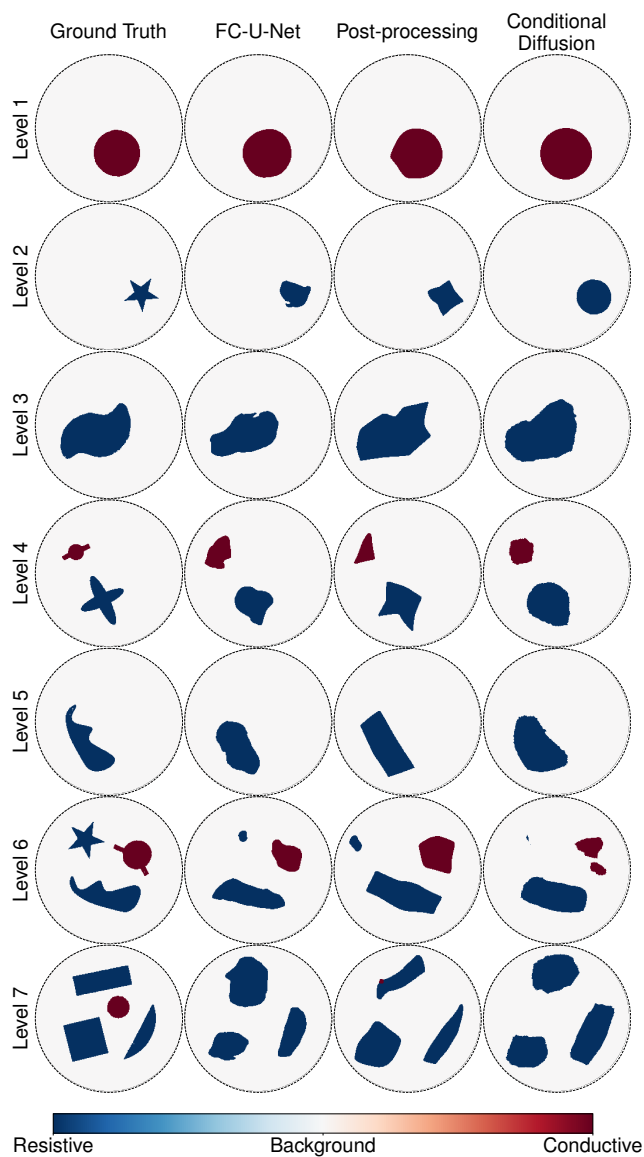 Ground Truth
FC-U-Net
Post-processing
Conditional
Diffusion
Level 1
Level 2
Level 3
Level 4
Level 5
Level 6
Level 7
Resistive
Background
Conductive